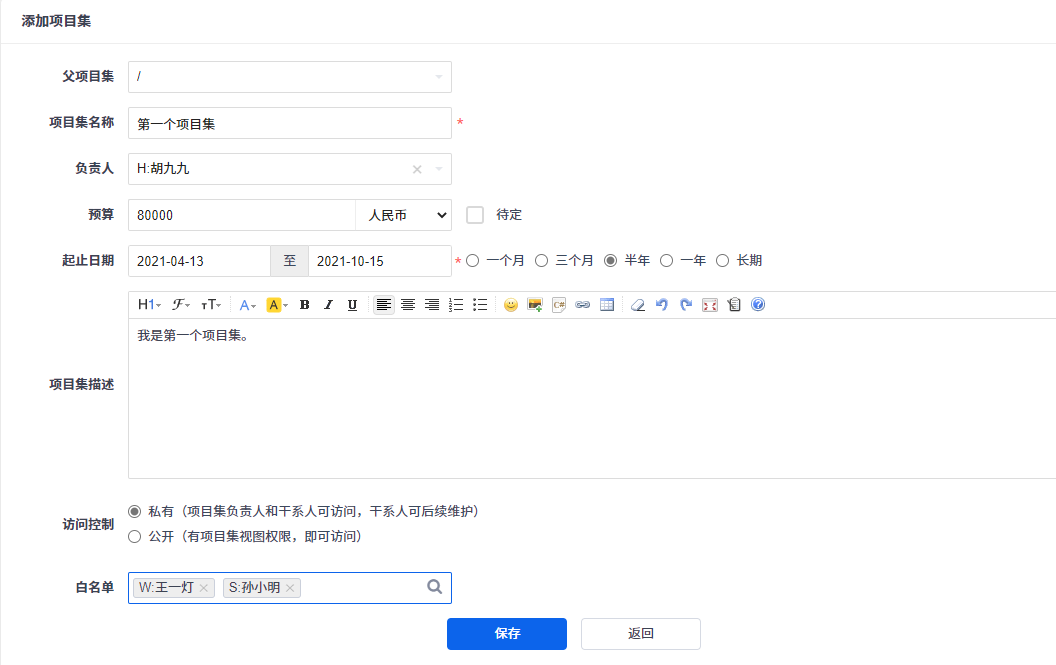 添加项目集
父项目集 /
项目集名称 第一个项目集 *
负责人 H:胡九九
预算 80000 人民币 待定
起止日期 2021-04-13 至 2021-10-15 * 一个月 三个月 半年 一年 长期
H1 ℱ тT A A B I U C#
我是第一个项目集。
项目集描述
私有（项目集负责人和干系人可访问，干系人可后续维护）
访问控制
公开（有项目集视图权限，即可访问）
白名单 W:王一灯 S:孙小明
保存 返回